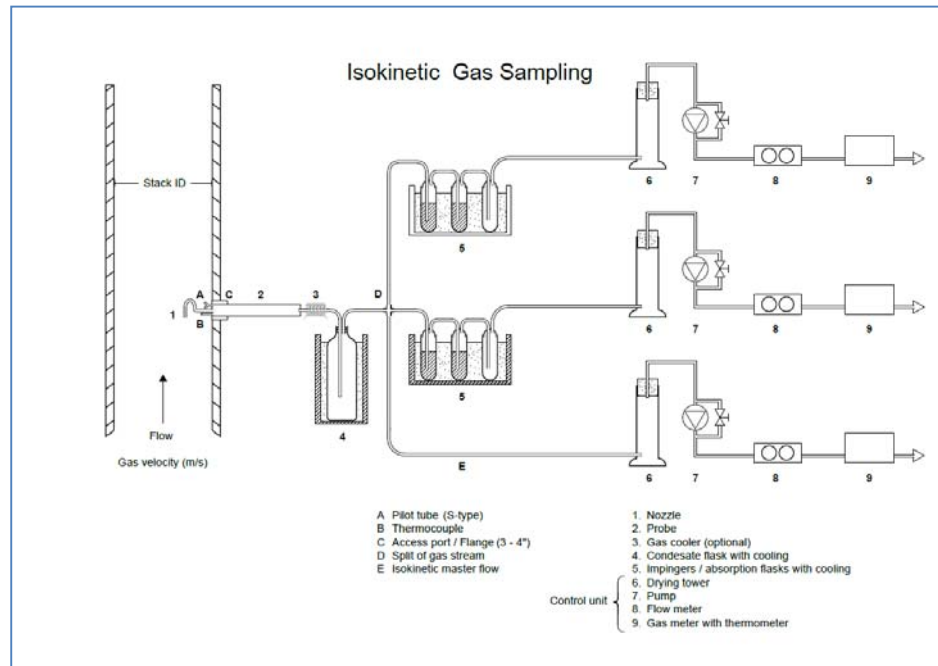 Isokinetic Gas Sampling
6
7
8
9
Stack ID
5
A
C
2
3
D
1
B
6
7
8
9
5
4
Flow
Gas velocity (m/s)
E
6
7
8
9
A Pilot tube (S-type)
B Thermocouple
C Access port / Flange (3 - 4")
D Split of gas stream
E Isokinetic master flow
1. Nozzle
2. Probe
3. Gas cooler (optional)
4. Condesate flask with cooling
5. Impingers / absorption flasks with cooling
Control unit
6. Drying tower
7. Pump
8. Flow meter
9. Gas meter with thermometer